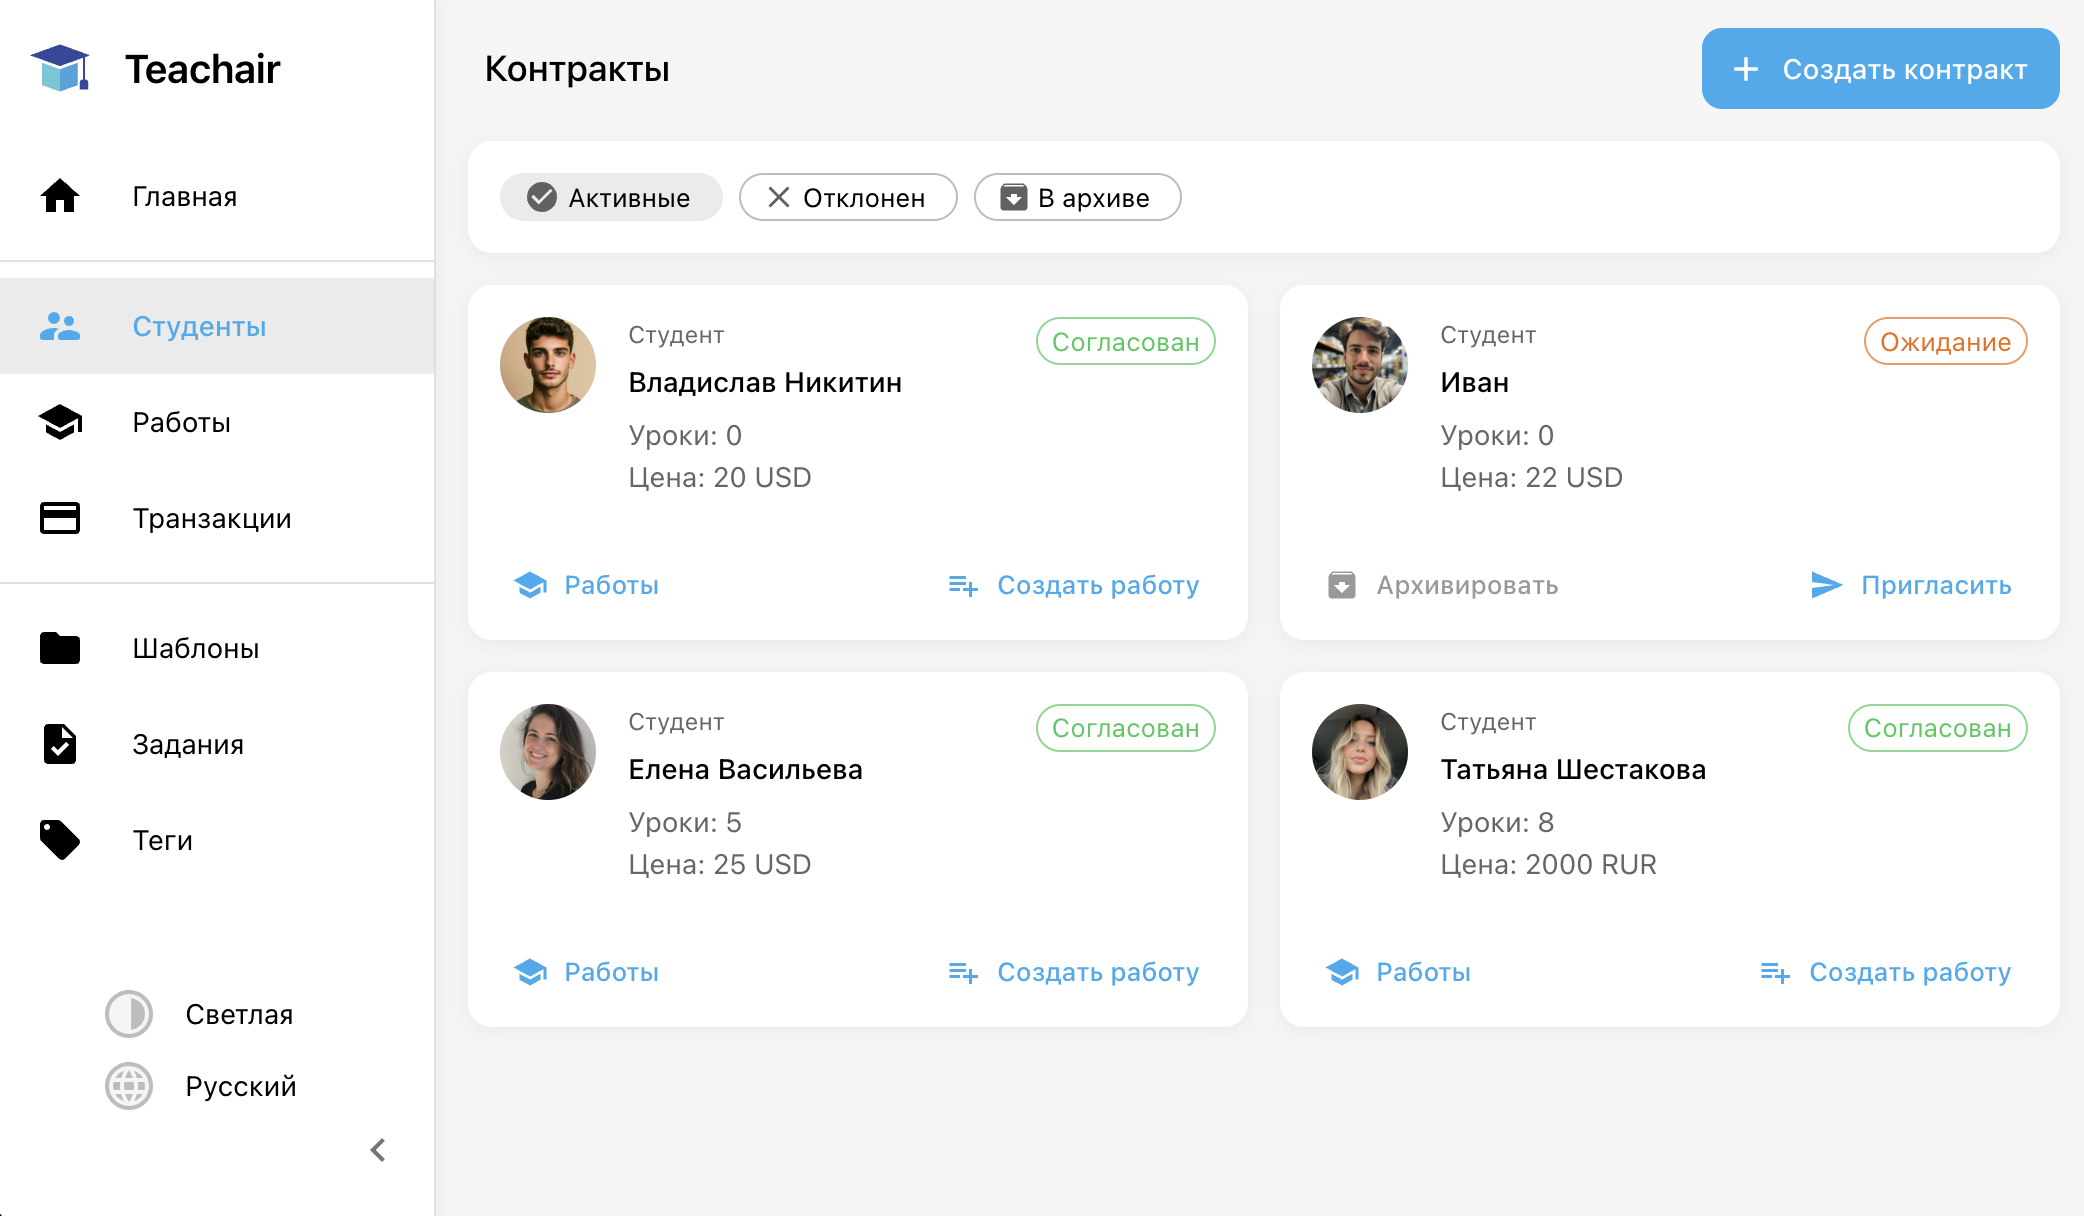 Teachair
Главная
Студенты
Работы
Транзакции
Шаблоны
Задания
Теги
Светлая
Русский
Контракты
Создать контракт
Активные
Отклонен
В архиве
Студент
Согласован
Владислав Никитин
Уроки: 0
Цена: 20 USD
Работы
Создать работу
Студент
Ожидание
Иван
Уроки: 0
Цена: 22 USD
Архивировать
Пригласить
Студент
Согласован
Елена Васильева
Уроки: 5
Цена: 25 USD
Работы
Создать работу
Студент
Согласован
Татьяна Шестакова
Уроки: 8
Цена: 2000 RUR
Работы
Создать работу